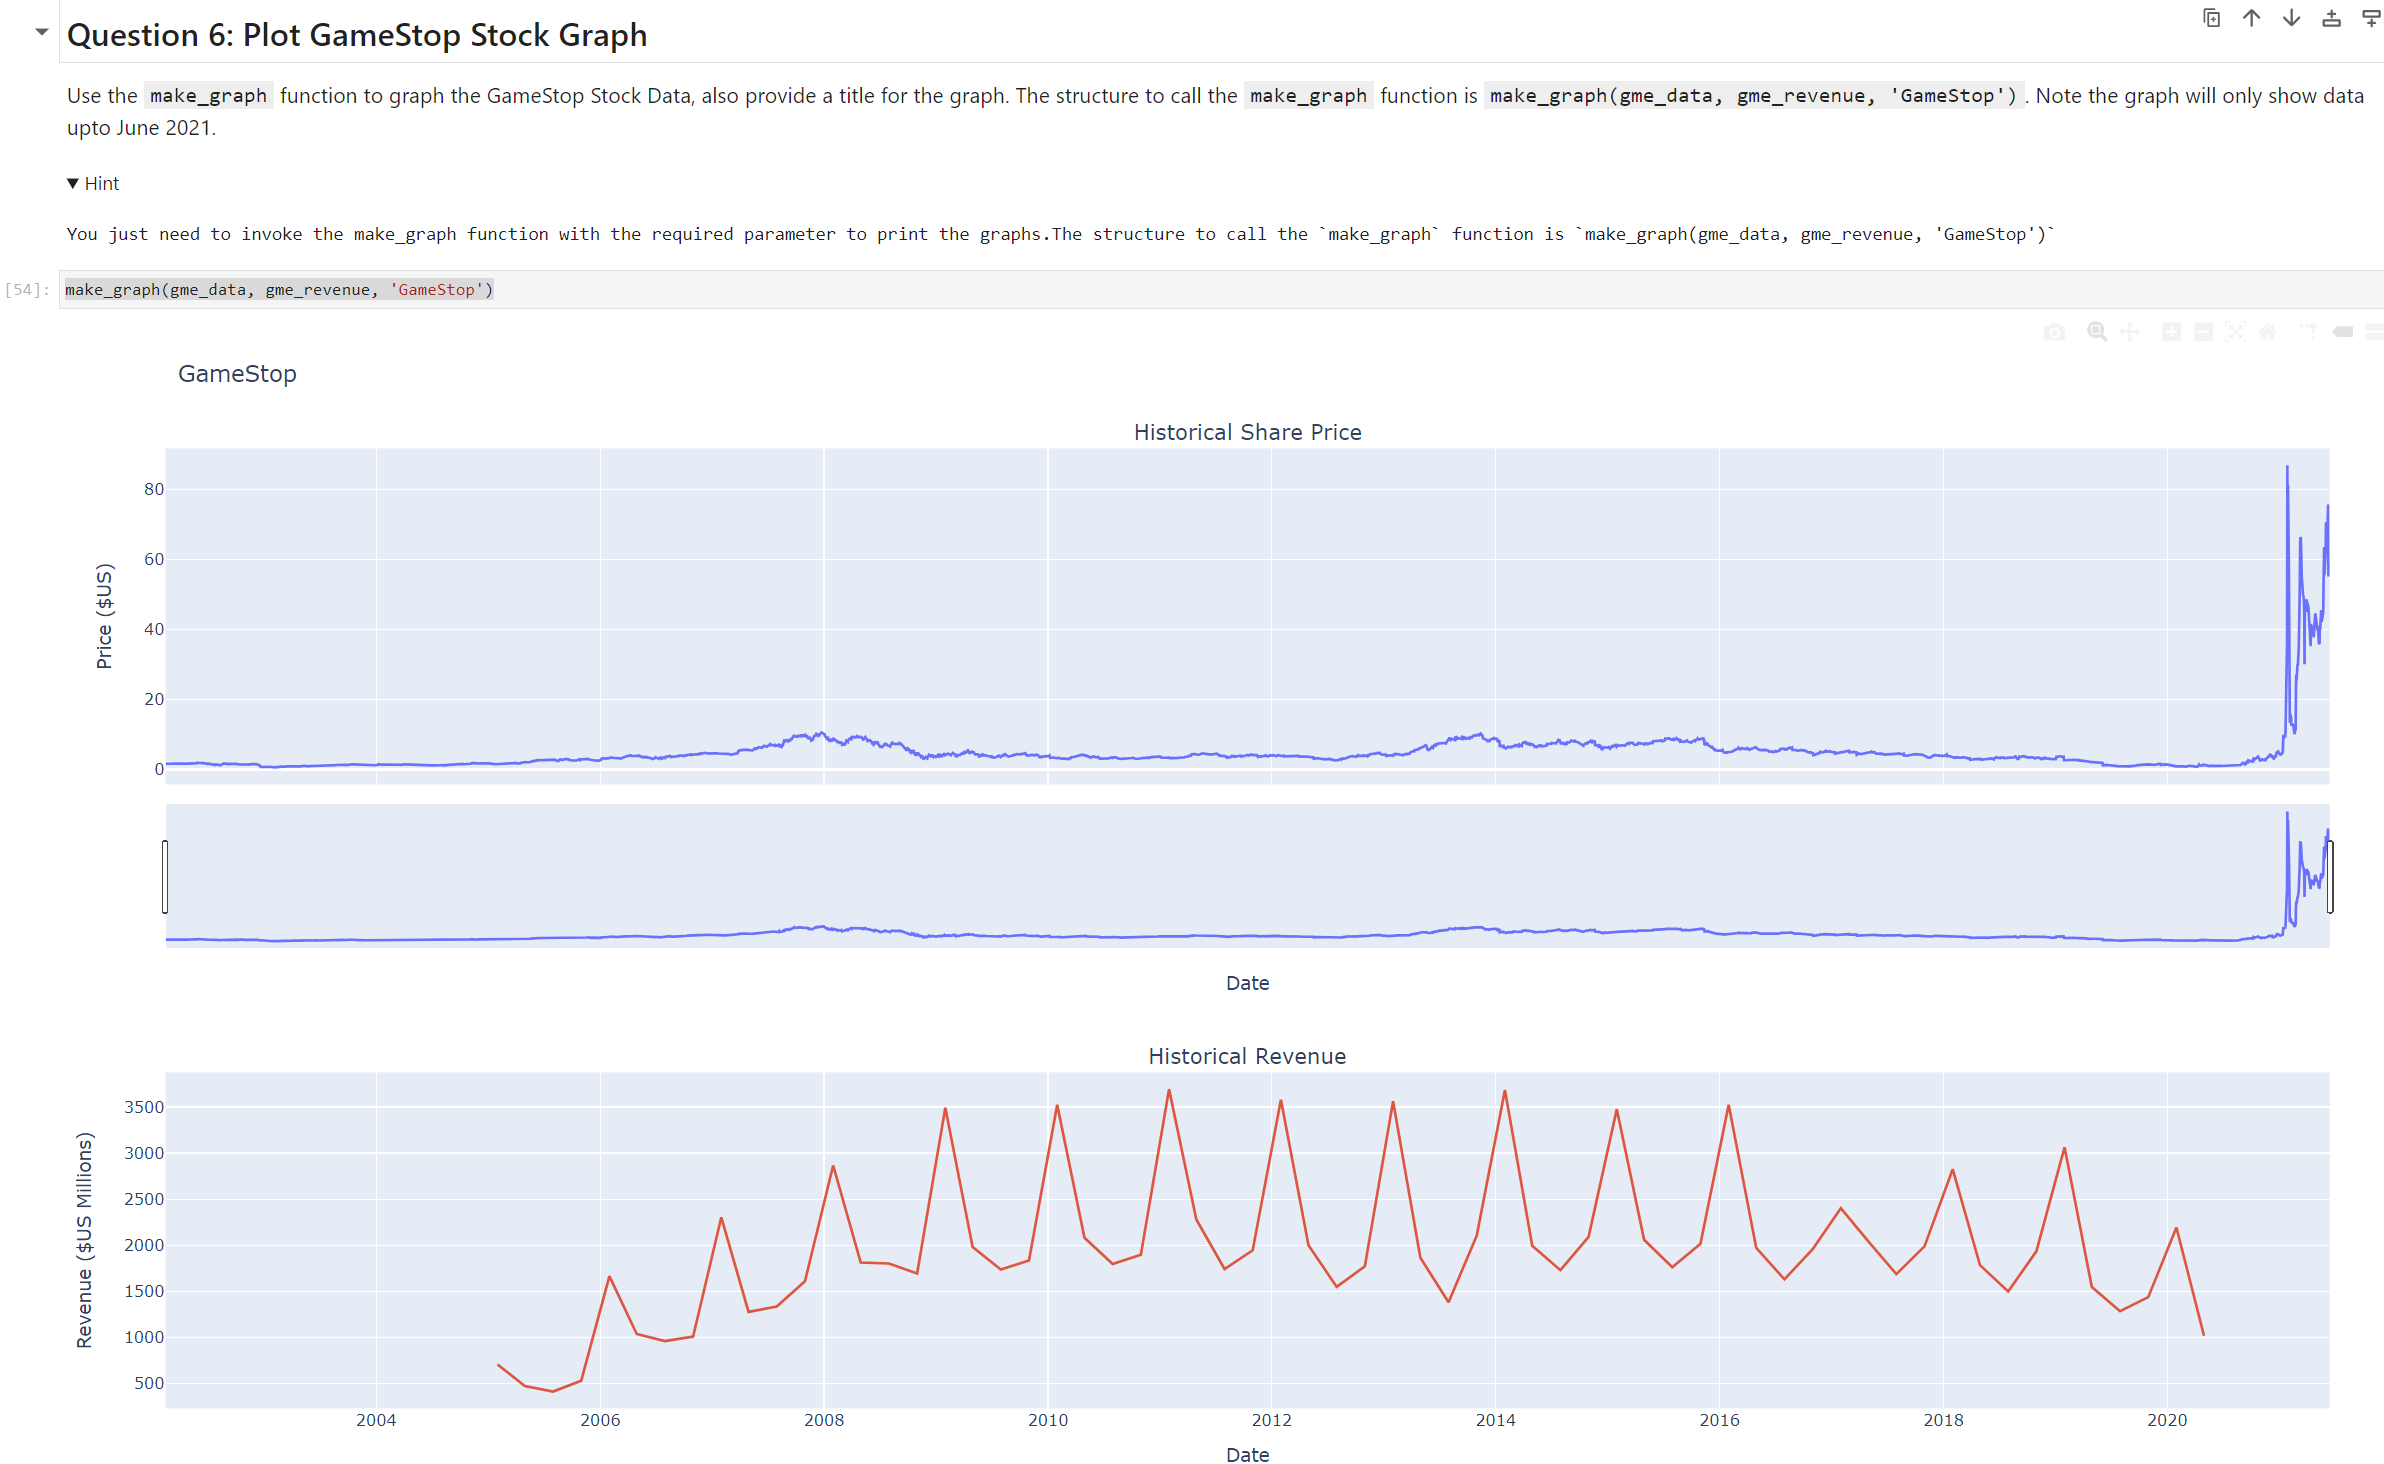 Question 6: Plot GameStop Stock Graph
Use the make_graph function to graph the GameStop Stock Data, also provide a title for the graph. The structure to call the make_graph function is make_graph(gme_data, gme_revenue, 'GameStop') . Note the graph will only show data
upto June 2021.
▼ Hint
You just need to invoke the make_graph function with the required parameter to print the graphs.The structure to call the `make_graph` function is `make_graph(gme_data, gme_revenue, 'GameStop')`
[54]: make_graph(gme_data, gme_revenue, 'GameStop')
GameStop
Historical Share Price
80
60
40
20
0
Price ($US)
Date
Historical Revenue
3500
3000
2500
2000
1500
1000
500
Revenue ($US Millions)
2004 2006 2008 2010 2012 2014 2016 2018 2020
Date